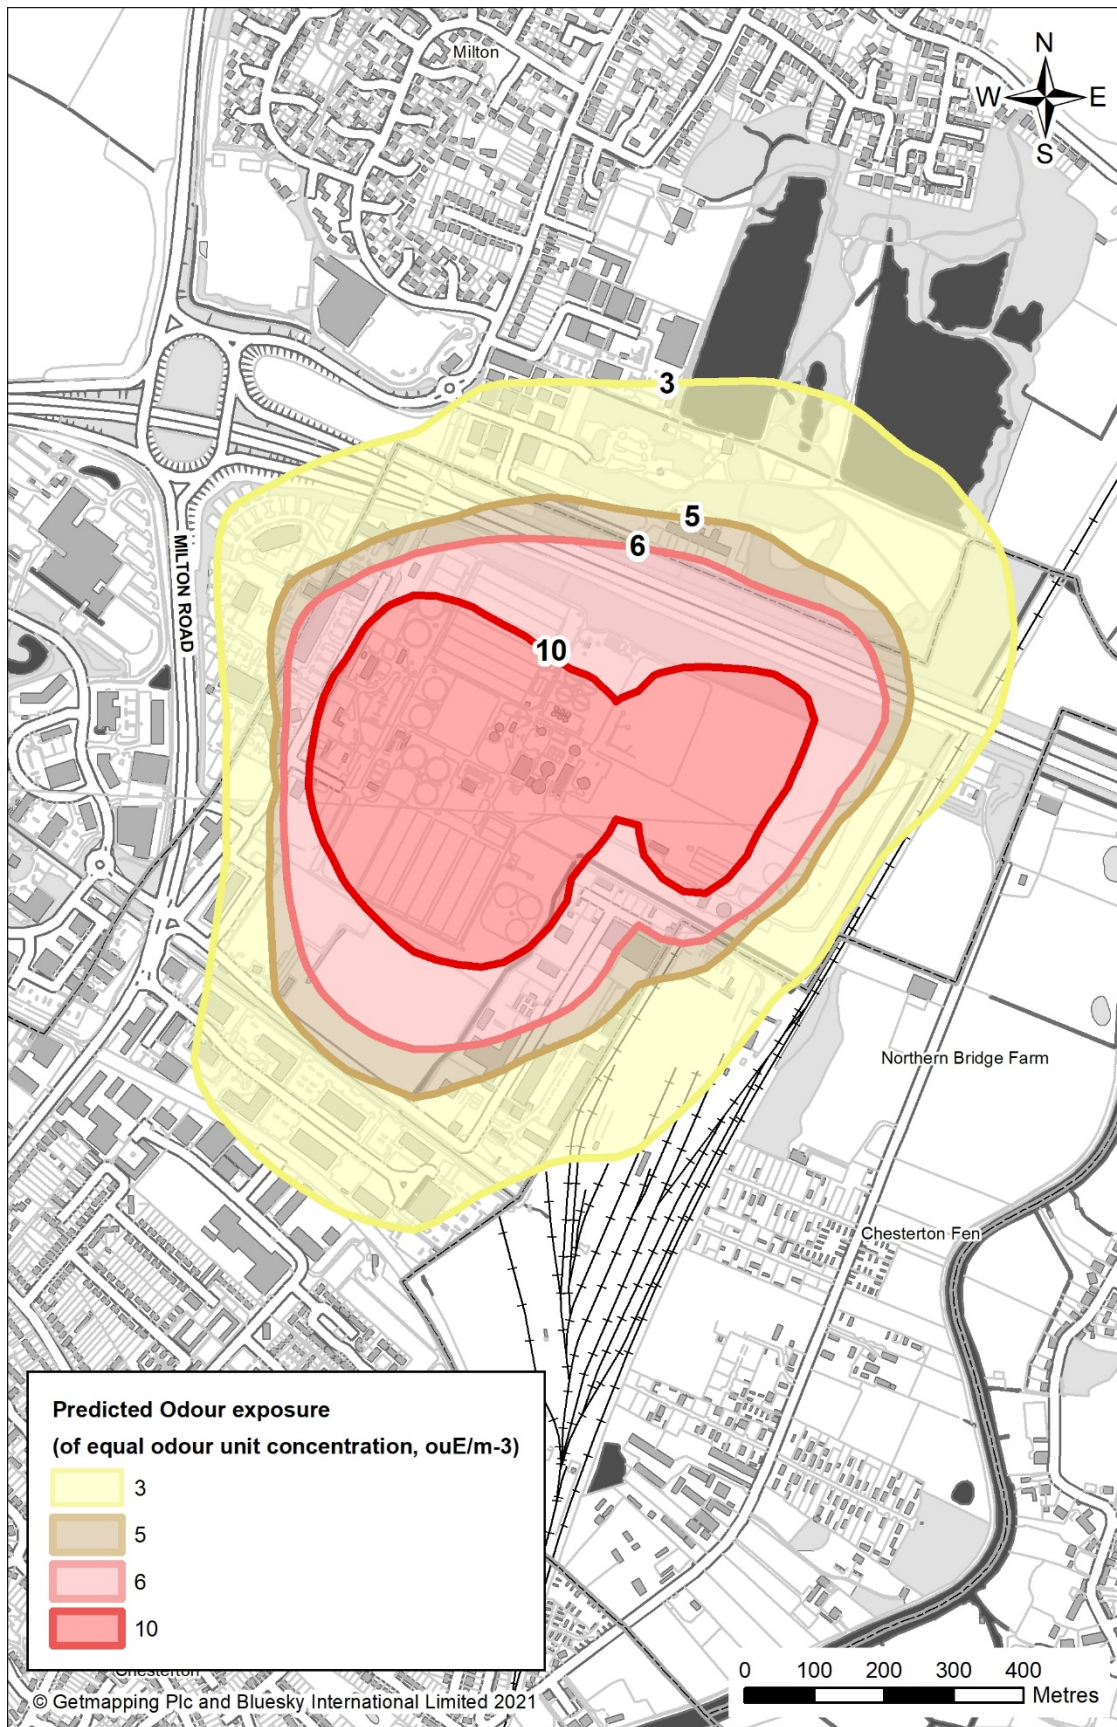 Milton
N
W E
S
3
5
6
10
MILTON ROAD
Northern Bridge Farm
Chesterton Fen
Predicted Odour exposure
(of equal odour unit concentration, ouE/m-3)
3
5
6
10
Chesterton
© Getmapping Plc and Bluesky International Limited 2021
0 100 200 300 400
Metres